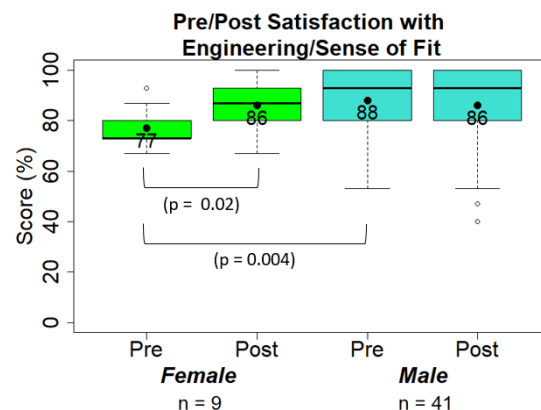 Pre/Post Satisfaction with
Engineering/Sense of Fit
Score (%)
100
80
60
40
20
0
77
86
88
86
(p =  0.02)
(p = 0.004)
Pre Post Pre Post
Female Male
n = 9 n = 41